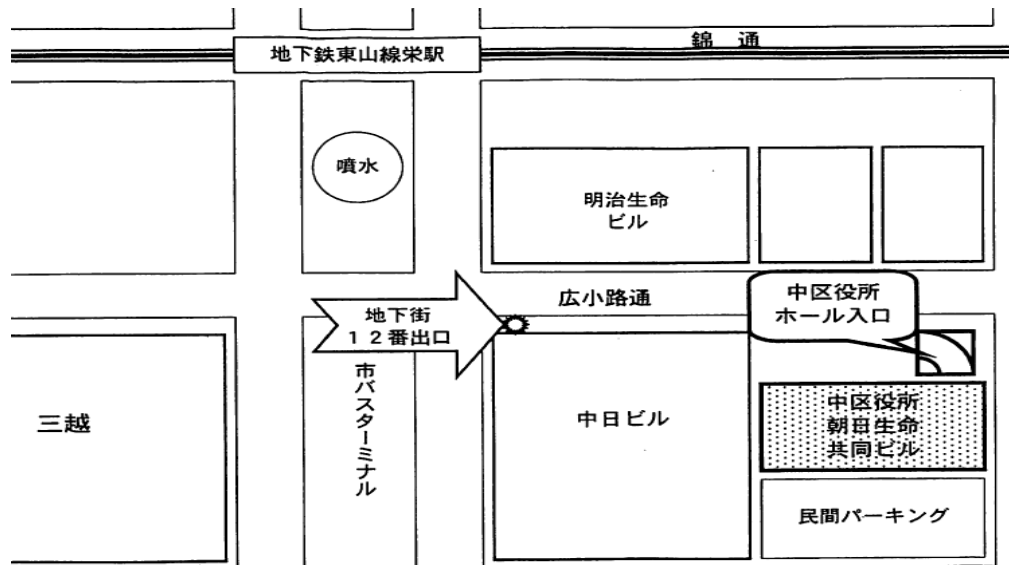 錦 通
地下鉄東山線栄駅
噴水
明治生命
ビル
広小路通
中区役所
ホール入口
地下街
１２番出口
三越
市バスターミナル
中日ビル
中区役所
朝日生命
共同ビル
民間パーキング